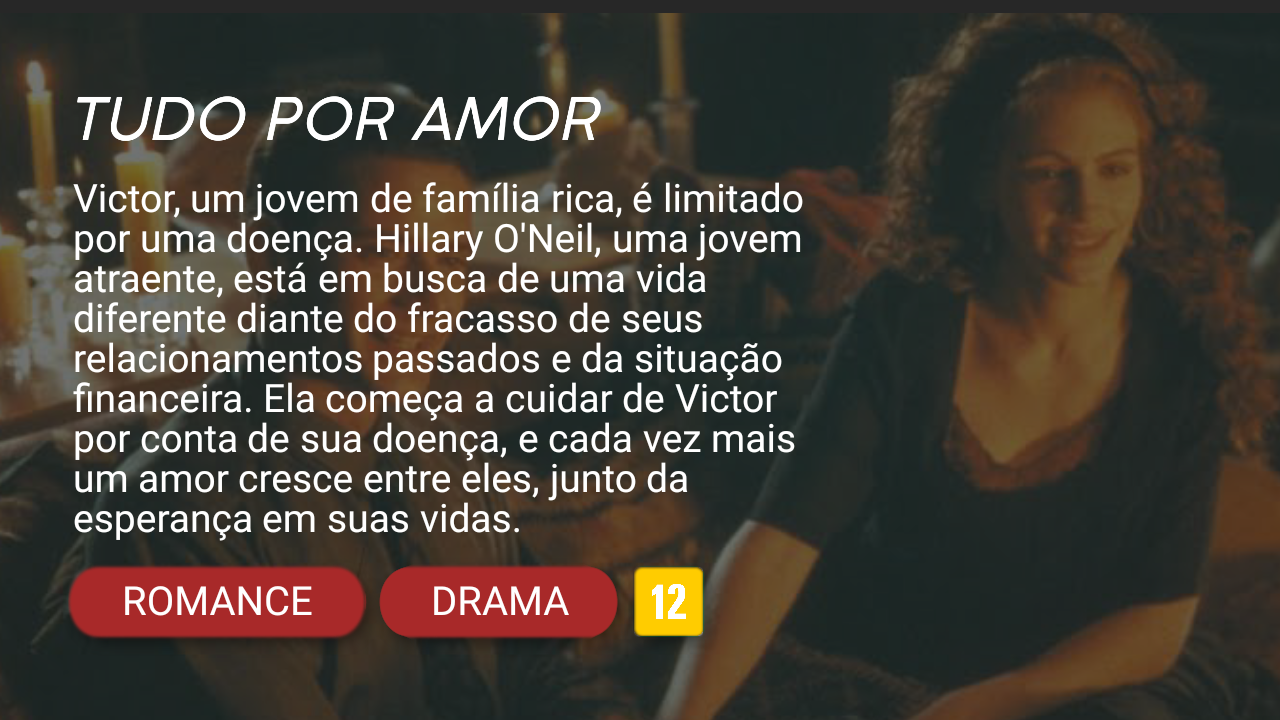 TUDO POR AMOR
Victor, um jovem de família rica, é limitado
por uma doença. Hillary O'Neil, uma jovem
atraente, está em busca de uma vida
diferente diante do fracasso de seus
relacionamentos passados e da situação
financeira. Ela começa a cuidar de Victor
por conta de sua doença, e cada vez mais
um amor cresce entre eles, junto da
esperança em suas vidas.
ROMANCE DRAMA 12